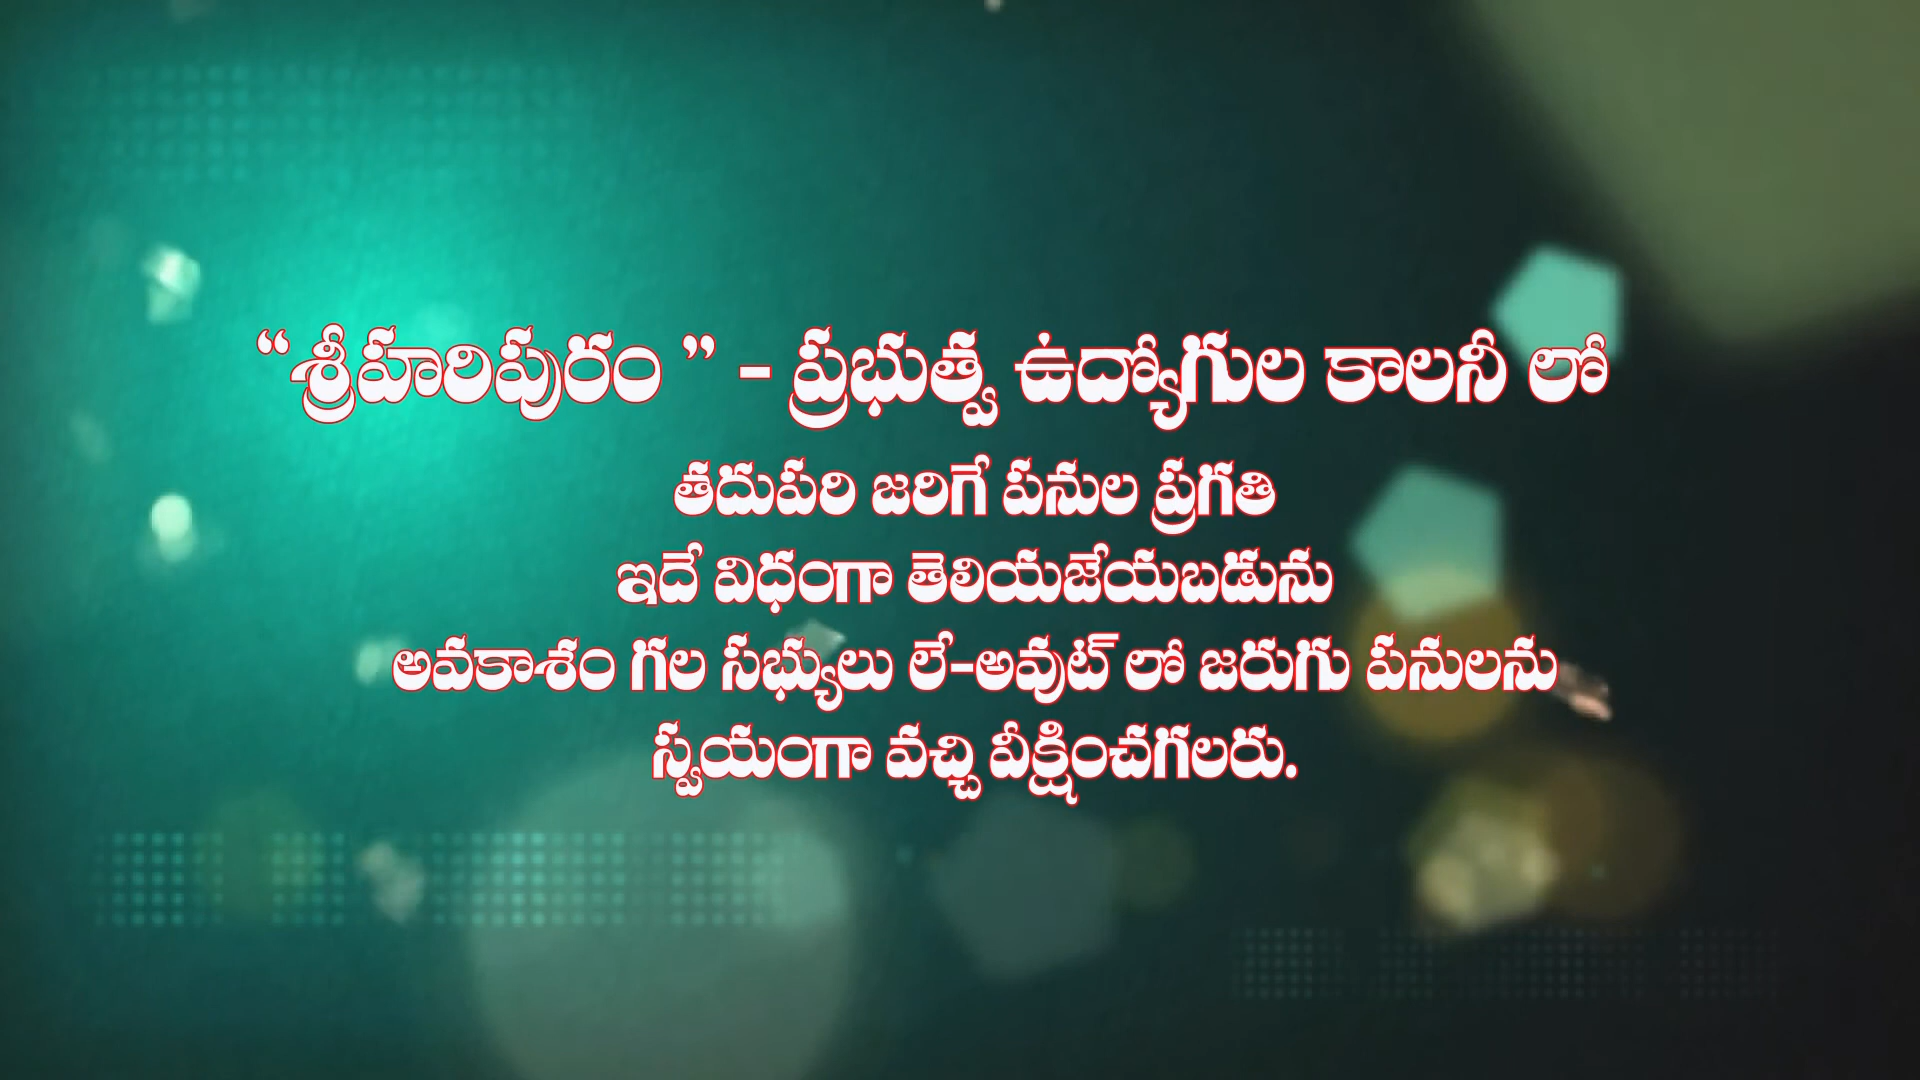 “శ్రీహరిపురం ” - ప్రభుత్వ ఉద్యోగుల కాలనీ లో
తదుపరి జరిగే పనుల ప్రగతి
ఇదే విధంగా తెలియజేయబడును
అవకాశం గల సభ్యులు లే-అవుట్ లో జరుగు పనులను
స్వయంగా వచ్చి వీక్షించగలరు.